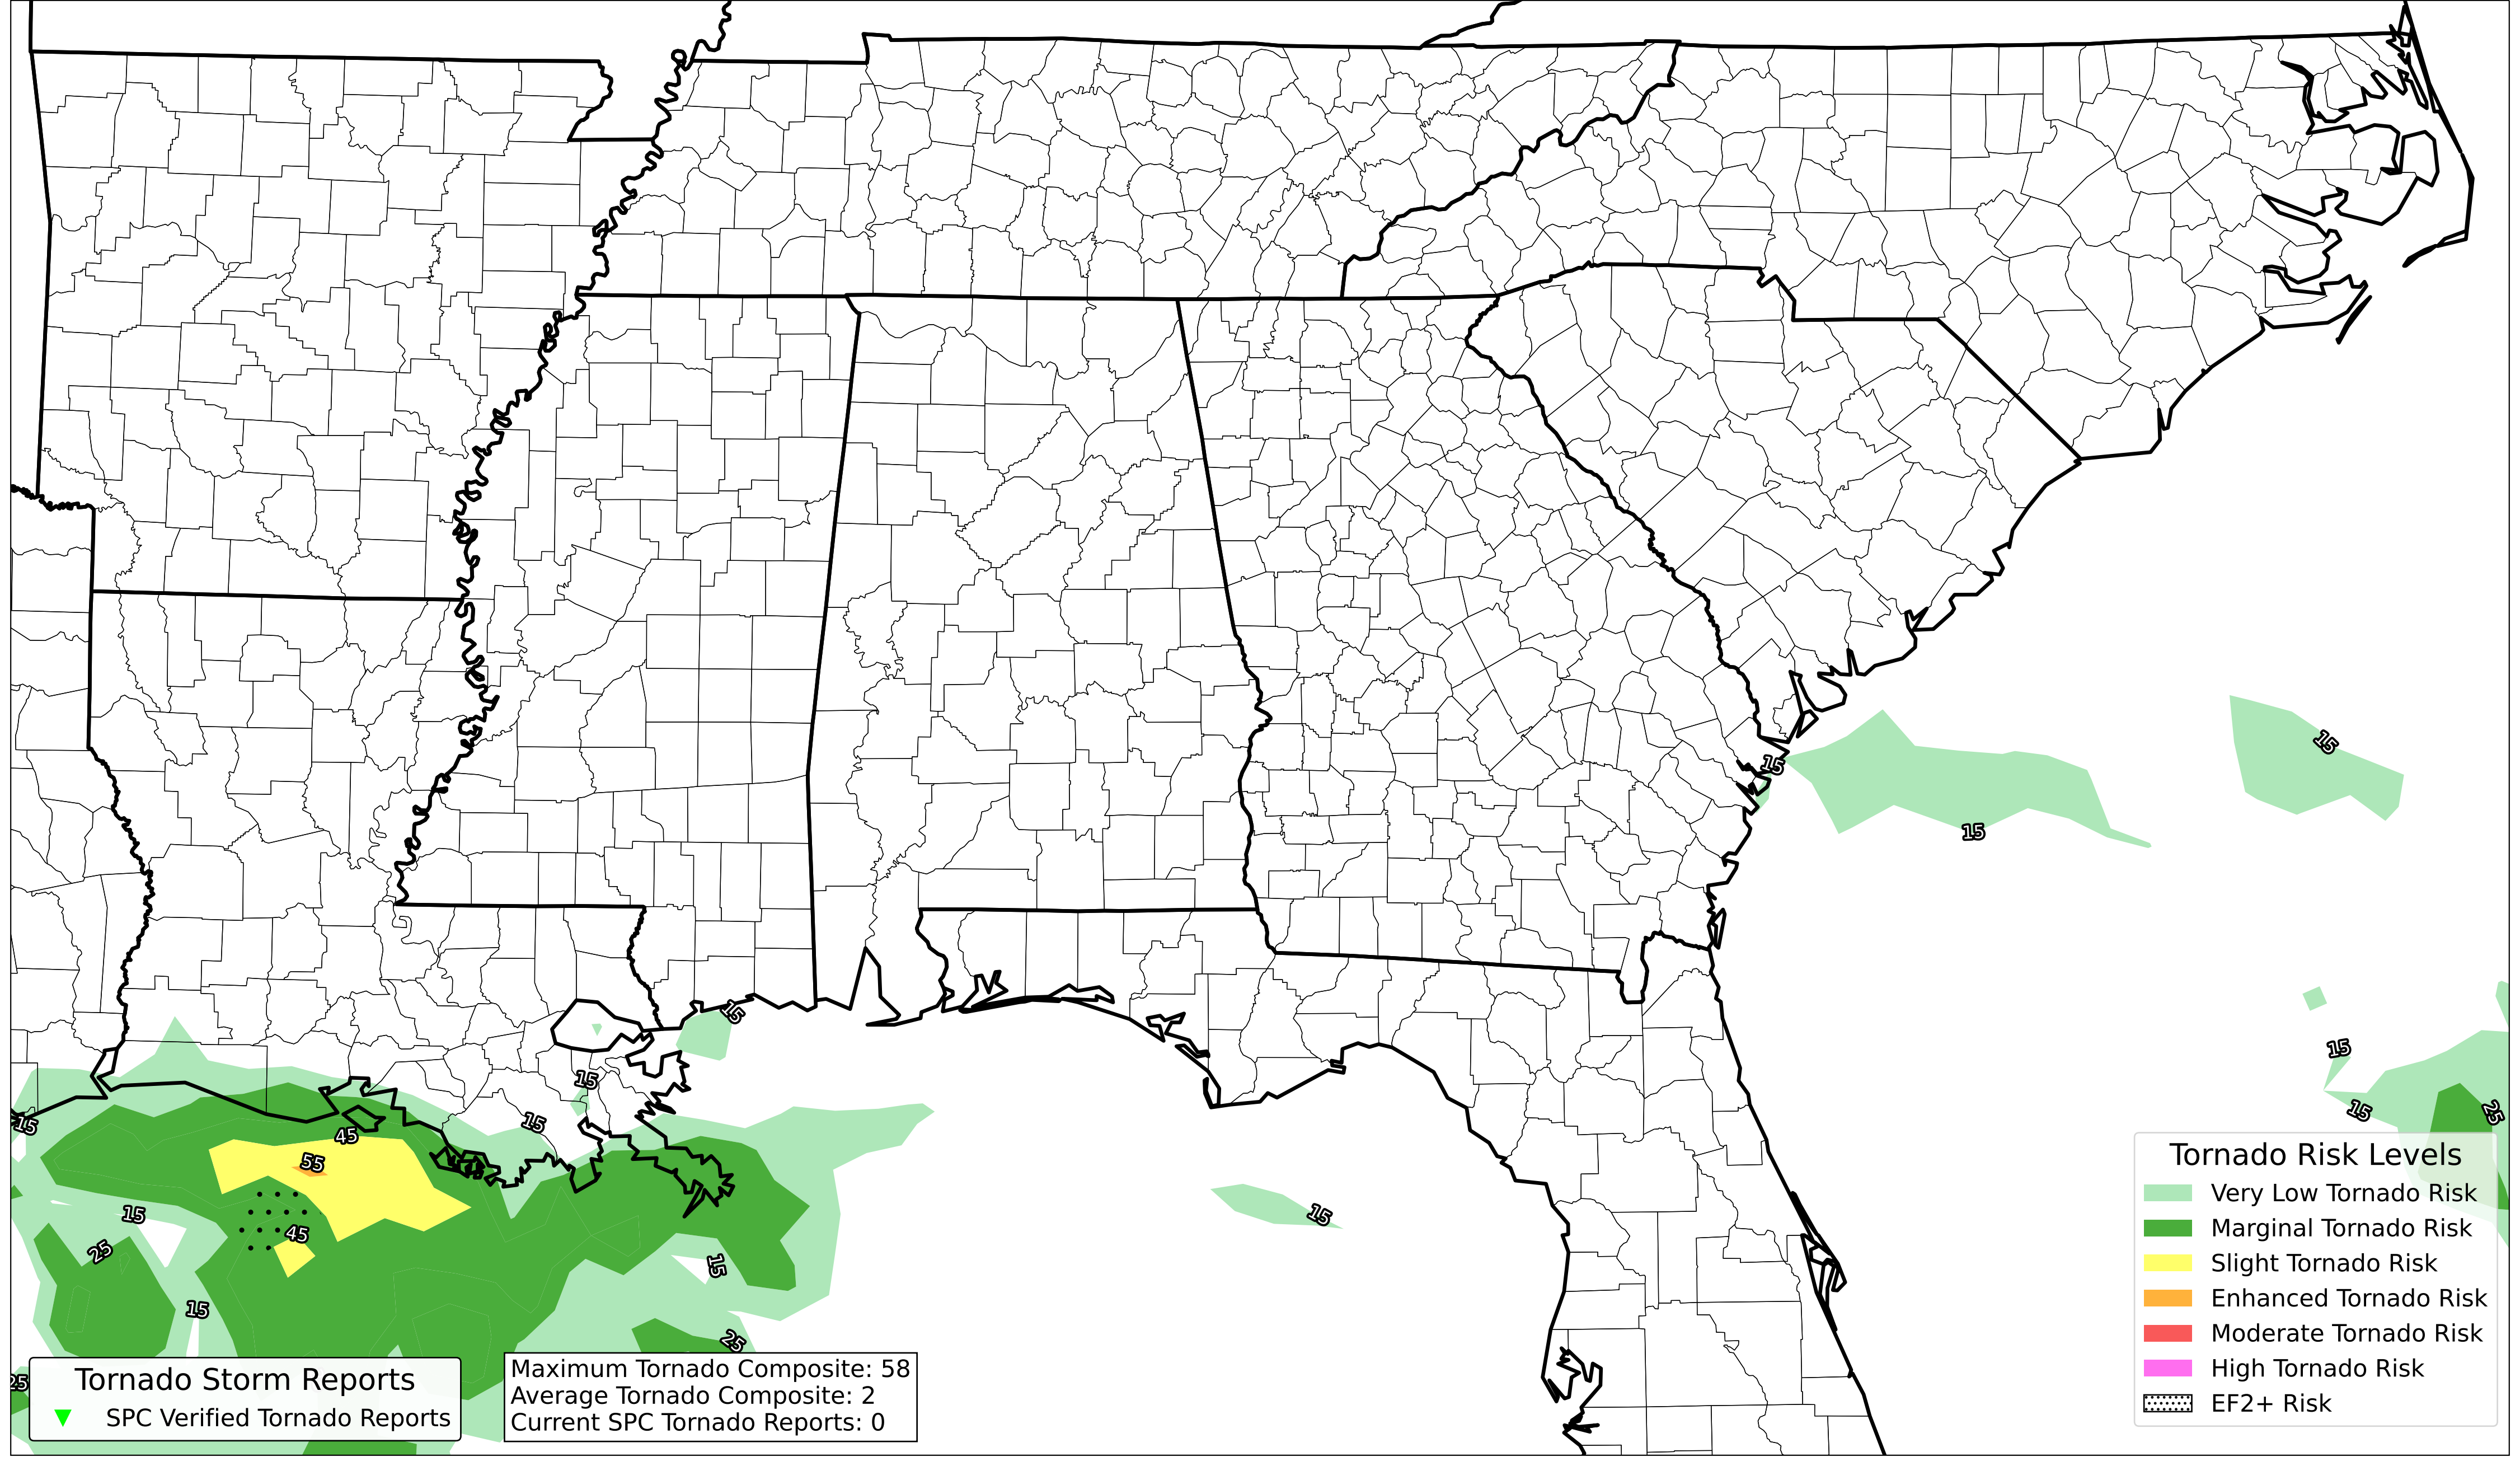 15
15
15
15
15
15
15
15
45
55
15
25
15
45
25
15
25
15
15
25
Tornado Risk Levels
Very Low Tornado Risk
Marginal Tornado Risk
Slight Tornado Risk
Enhanced Tornado Risk
Moderate Tornado Risk
High Tornado Risk
EF2+ Risk
Tornado Storm Reports
SPC Verified Tornado Reports
Maximum Tornado Composite: 58
Average Tornado Composite: 2
Current SPC Tornado Reports: 0